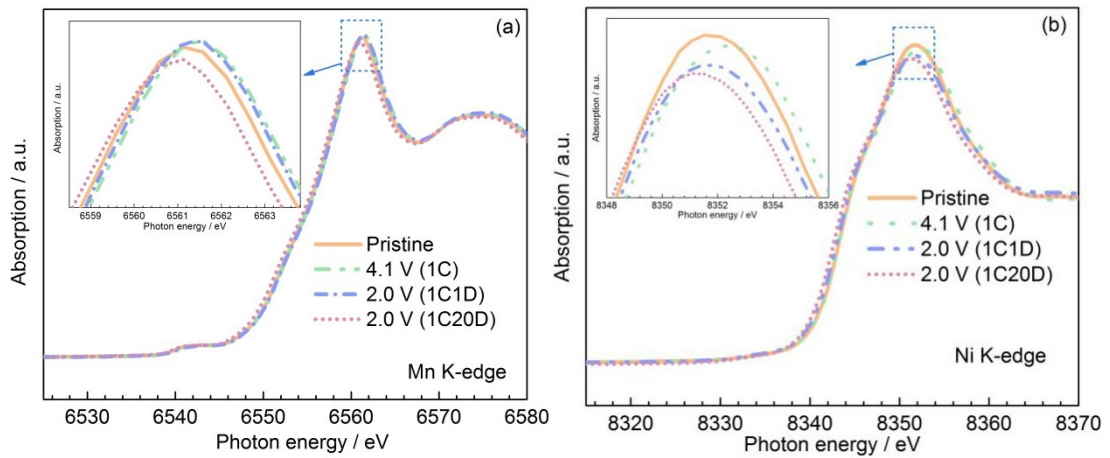 (a)
Absorption / a.u.
6559 6560 6561 6562 6563
Photon energy / eV
Absorption / a.u.
Pristine
4.1 V (1C)
2.0 V (1C1D)
2.0 V (1C20D)
Mn K-edge
6530 6540 6550 6560 6570 6580
Photon energy / eV
(b)
Absorption / a.u.
8348 8350 8352 8354 8356
Photon energy / eV
Absorption / a.u.
Pristine
4.1 V (1C)
2.0 V (1C1D)
2.0 V (1C20D)
Ni K-edge
8320 8330 8340 8350 8360 8370
Photon energy / eV